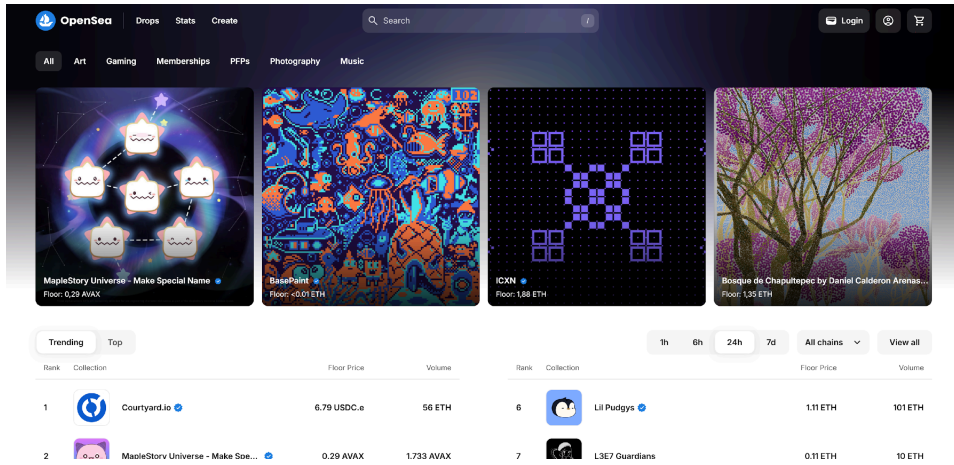 OpenSea Drops Stats Create Search / Login
All Art Gaming Memberships PFPs Photography Music
102
MapleStory Universe - Make Special Name
Floor: 0,29 AVAX
BasePaint
Floor: <0.01 ETH
ICXN
Floor: 1,88 ETH
Bosque de Chapultepec by Daniel Calderon Arenas...
Floor: 1,35 ETH
Trending Top 1h 6h 24h 7d All chains View all
Rank Collection Floor Price Volume Rank Collection Floor Price Volume
1 Courtyard.io 6.79 USDC.e 56 ETH 6 Lil Pudgys 1.11 ETH 101 ETH
2 MapleStory Universe - Make Spe... 0.29 AVAX 1,733 AVAX 7 L3E7 Guardians 0.11 ETH 10 ETH